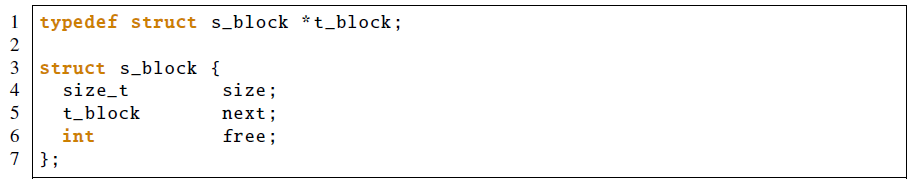 1 typedef struct s_block *t_block;
2
3 struct s_block {
4   size_t      size;
5   t_block     next;
6   int         free;
7 };